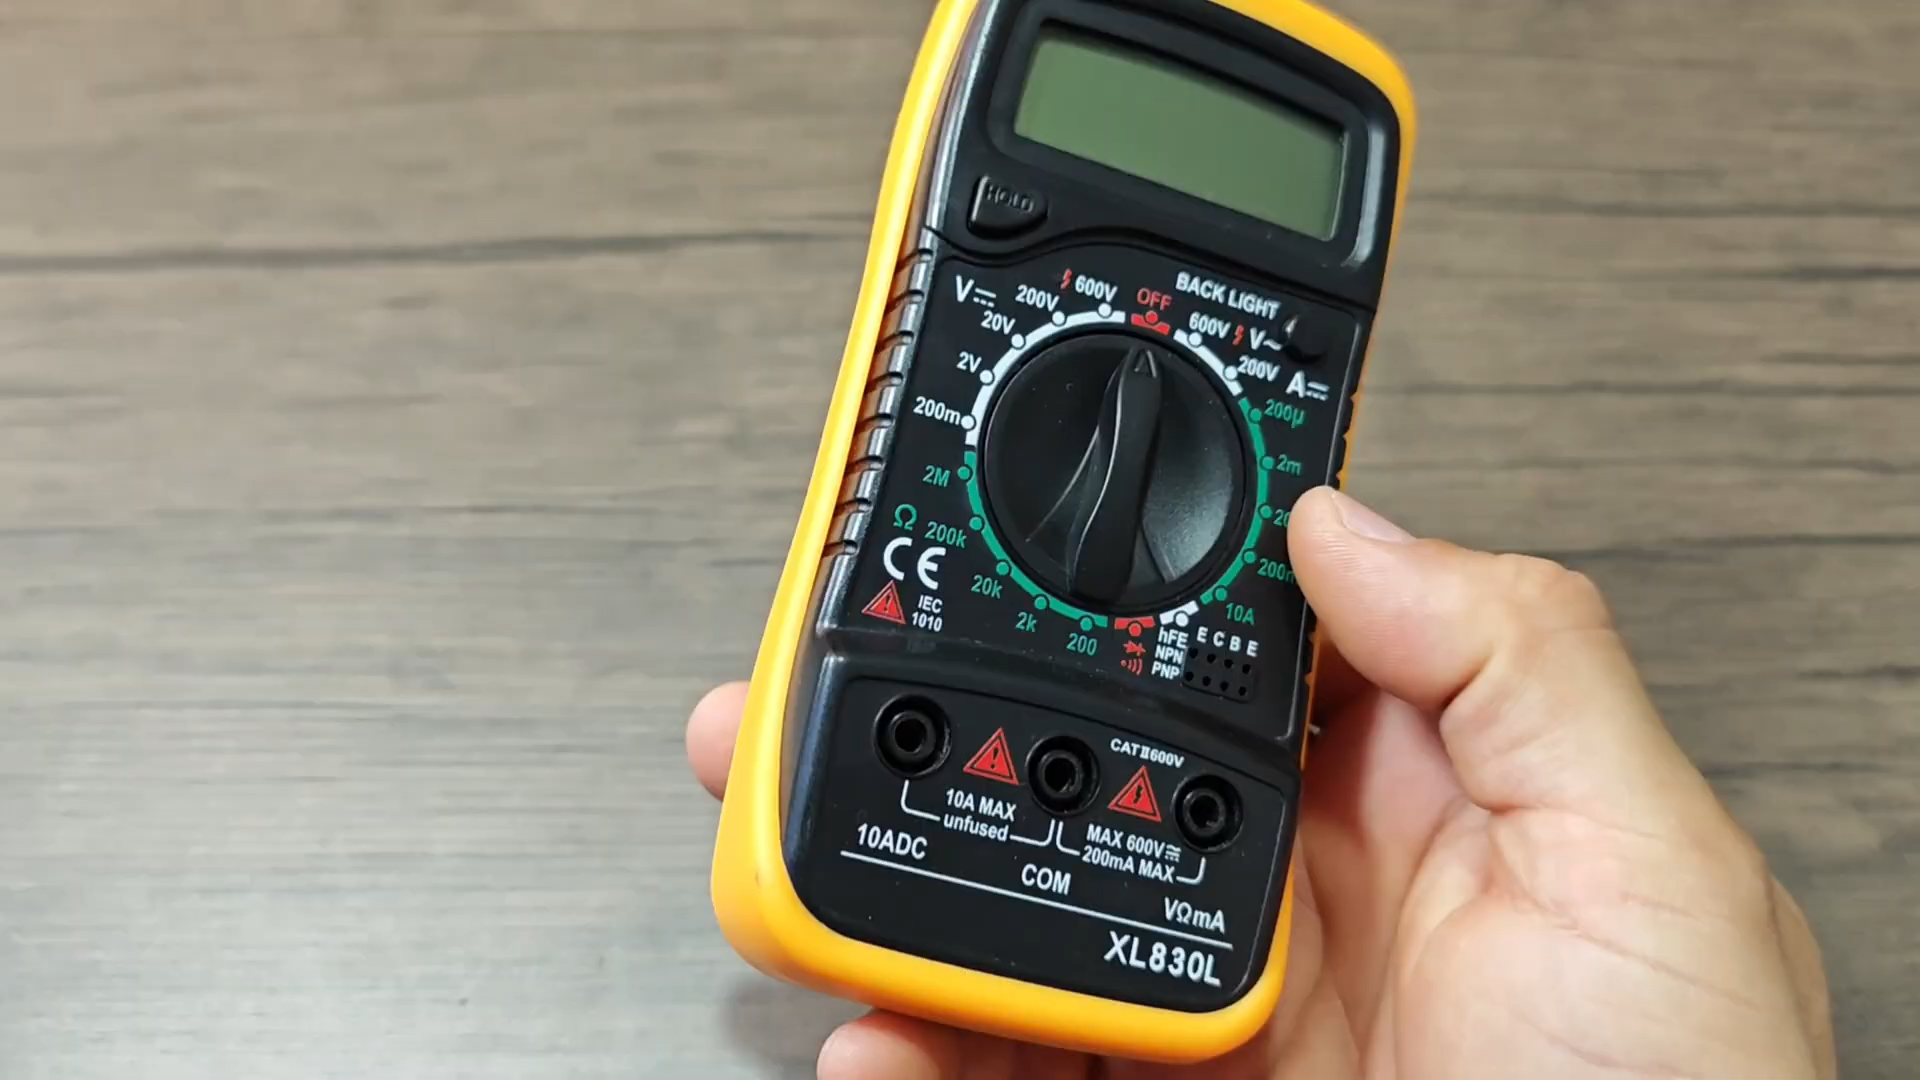 HOLD
BACK LIGHT
V⎓
200V
⚡600V
OFF
600V⚡V~
20V
200V
A⎓
2V
200µ
200m
2m
2M
Ω
200k
CE
IEC
1010
20k
2k
200
10A
hFE
NPN
PNP
E C B E
CATⅡ600V
10A MAX
unfused
MAX 600V≂
200mA MAX
10ADC
COM
VΩmA
XL830L